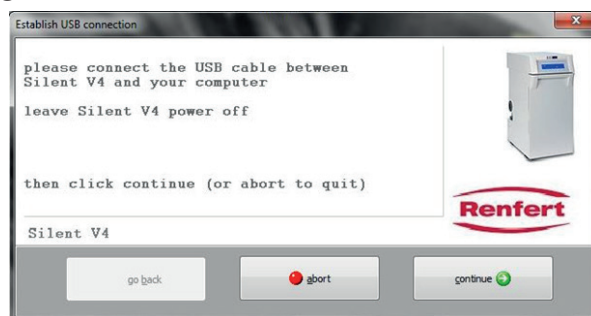 Establish USB connection
please connect the USB cable between
Silent V4 and your computer
leave Silent V4 power off
then click continue (or abort to quit)
Renfert
Silent V4
go back
abort
continue